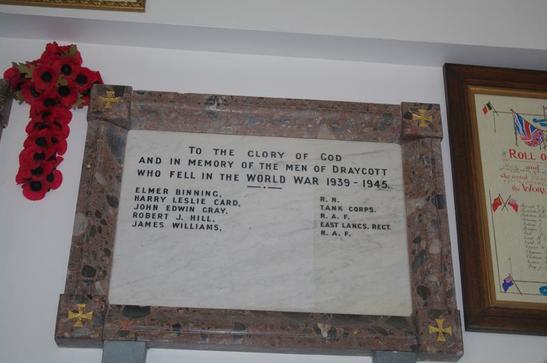 TO THE GLORY OF GOD
AND IN MEMORY OF THE MEN OF DRAYCOTT
WHO FELL IN THE WORLD WAR 1939-1945.
ELMER BINNING, R. N.
HARRY LESLIE CARD, TANK CORPS.
JOHN EDWIN GRAY, R. A. F.
ROBERT J. HILL, EAST LANCS. REGT.
JAMES WILLIAMS, R. A. F.
ROLL O
the WOR